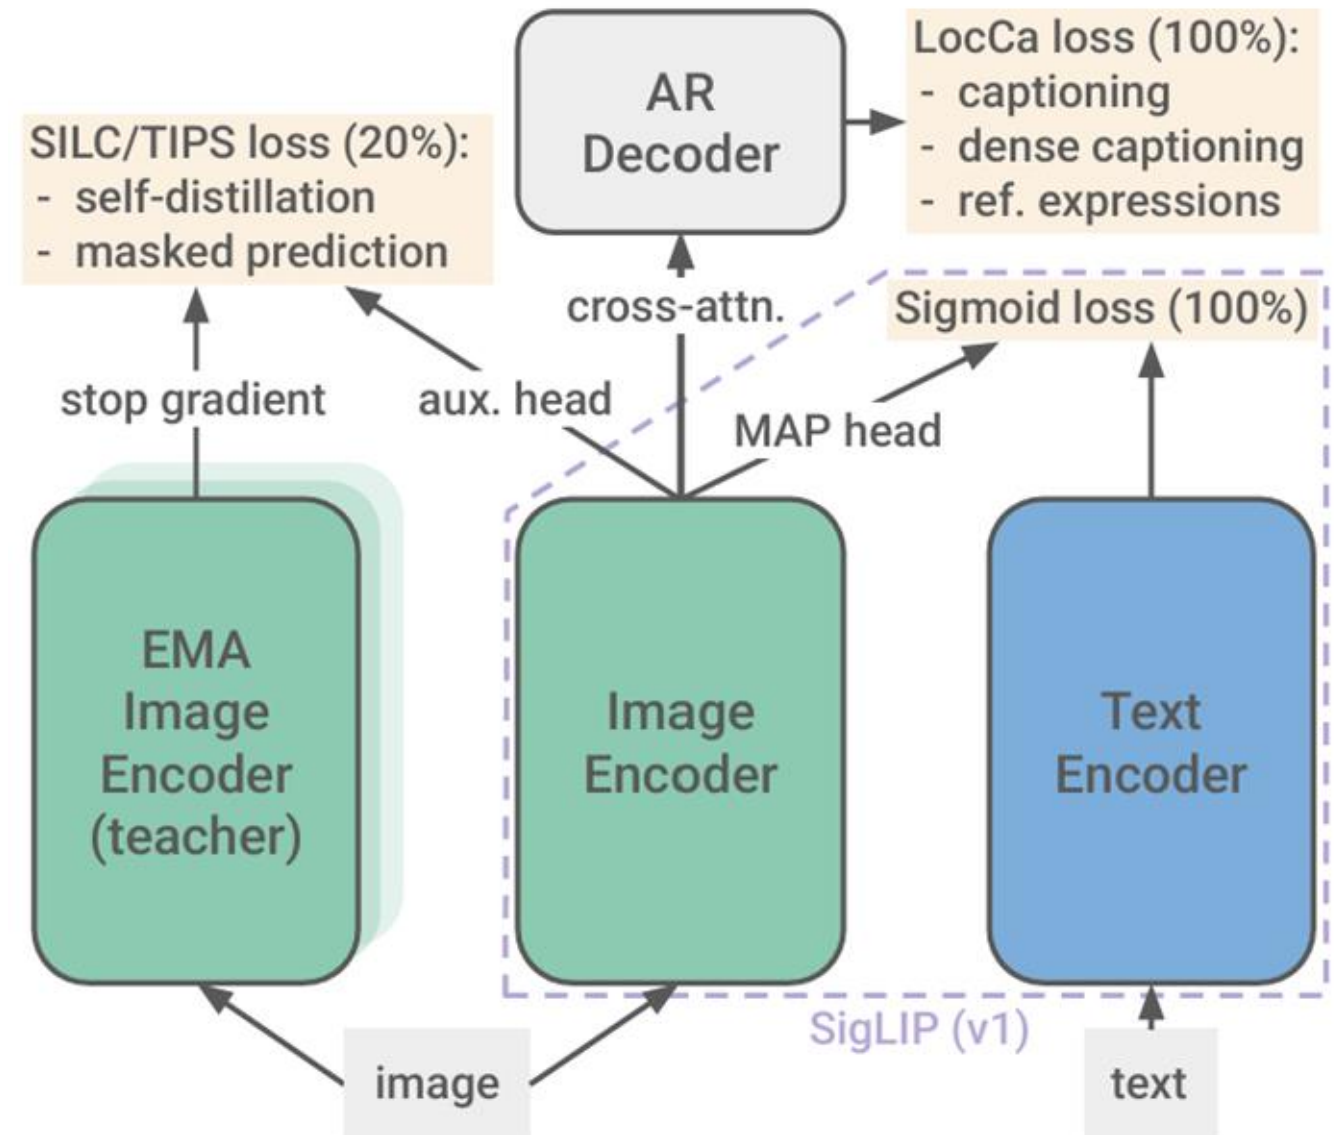 AR
Decoder
LocCa loss (100%):
- captioning
- dense captioning
- ref. expressions
SILC/TIPS loss (20%):
- self-distillation
- masked prediction
cross-attn.
Sigmoid loss (100%)
stop gradient
aux. head
MAP head
EMA
Image
Encoder
(teacher)
Image
Encoder
Text
Encoder
SigLIP (v1)
image
text